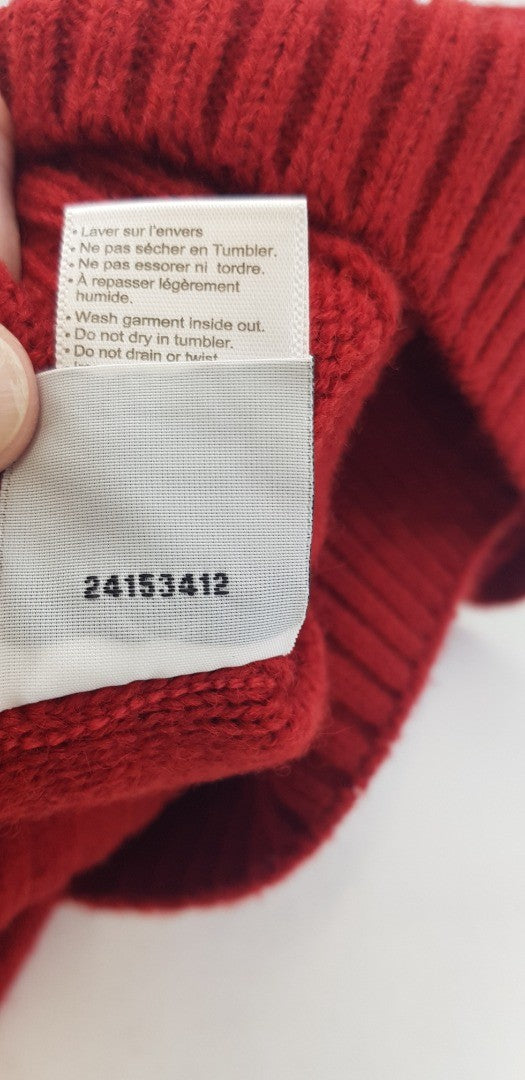 • Laver sur l'envers
• Ne pas sécher en Tumbler.
• Ne pas essorer ni tordre.
• À repasser légèrement
humide.
• Wash garment inside out.
• Do not dry in tumbler.
• Do not drain or twist
24153412